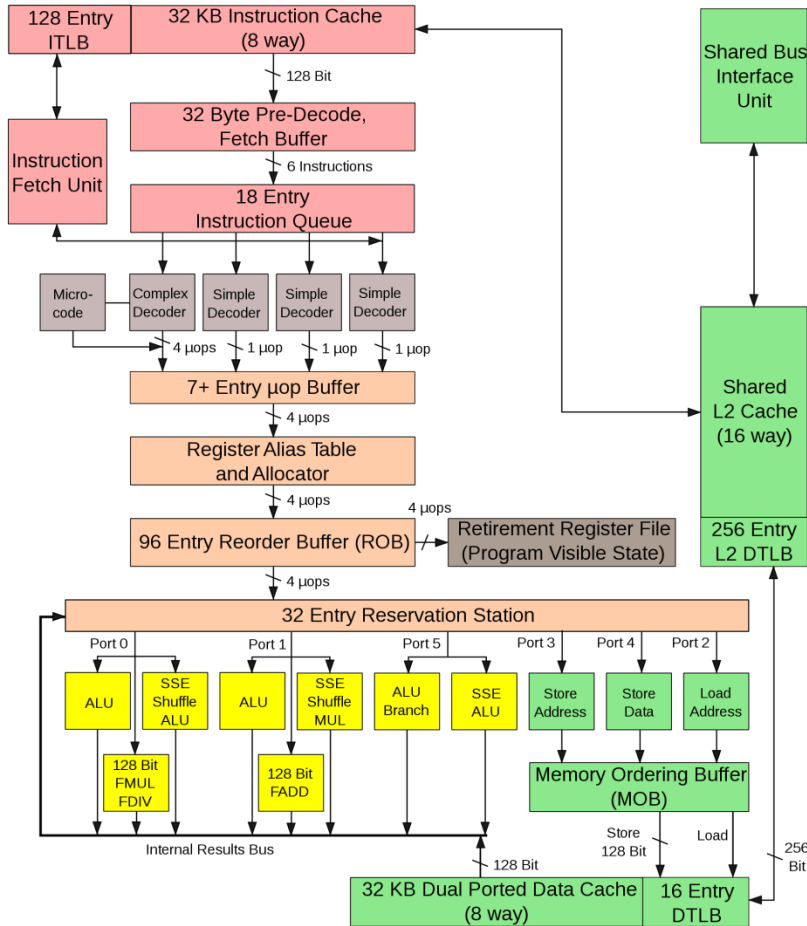 128 Entry
ITLB
32 KB Instruction Cache
(8 way)
128 Bit
32 Byte Pre-Decode,
Fetch Buffer
6 Instructions
Instruction
Fetch Unit
18 Entry
Instruction Queue
Micro-
code
Complex
Decoder
Simple
Decoder
Simple
Decoder
Simple
Decoder
4 µops
1 µop
1 µop
1 µop
7+ Entry µop Buffer
4 µops
Register Alias Table
and Allocator
4 µops
96 Entry Reorder Buffer (ROB)
4 µops
Retirement Register File
(Program Visible State)
4 µops
32 Entry Reservation Station
Port 0
Port 1
Port 5
Port 3
Port 4
Port 2
ALU
SSE
Shuffle
ALU
128 Bit
FMUL
FDIV
ALU
SSE
Shuffle
MUL
128 Bit
FADD
ALU
Branch
SSE
ALU
Store
Address
Store
Data
Load
Address
Memory Ordering Buffer
(MOB)
Internal Results Bus
Store
128 Bit
Load
128 Bit
256
Bit
32 KB Dual Ported Data Cache
(8 way)
16 Entry
DTLB
Shared Bus
Interface
Unit
Shared
L2 Cache
(16 way)
256 Entry
L2 DTLB